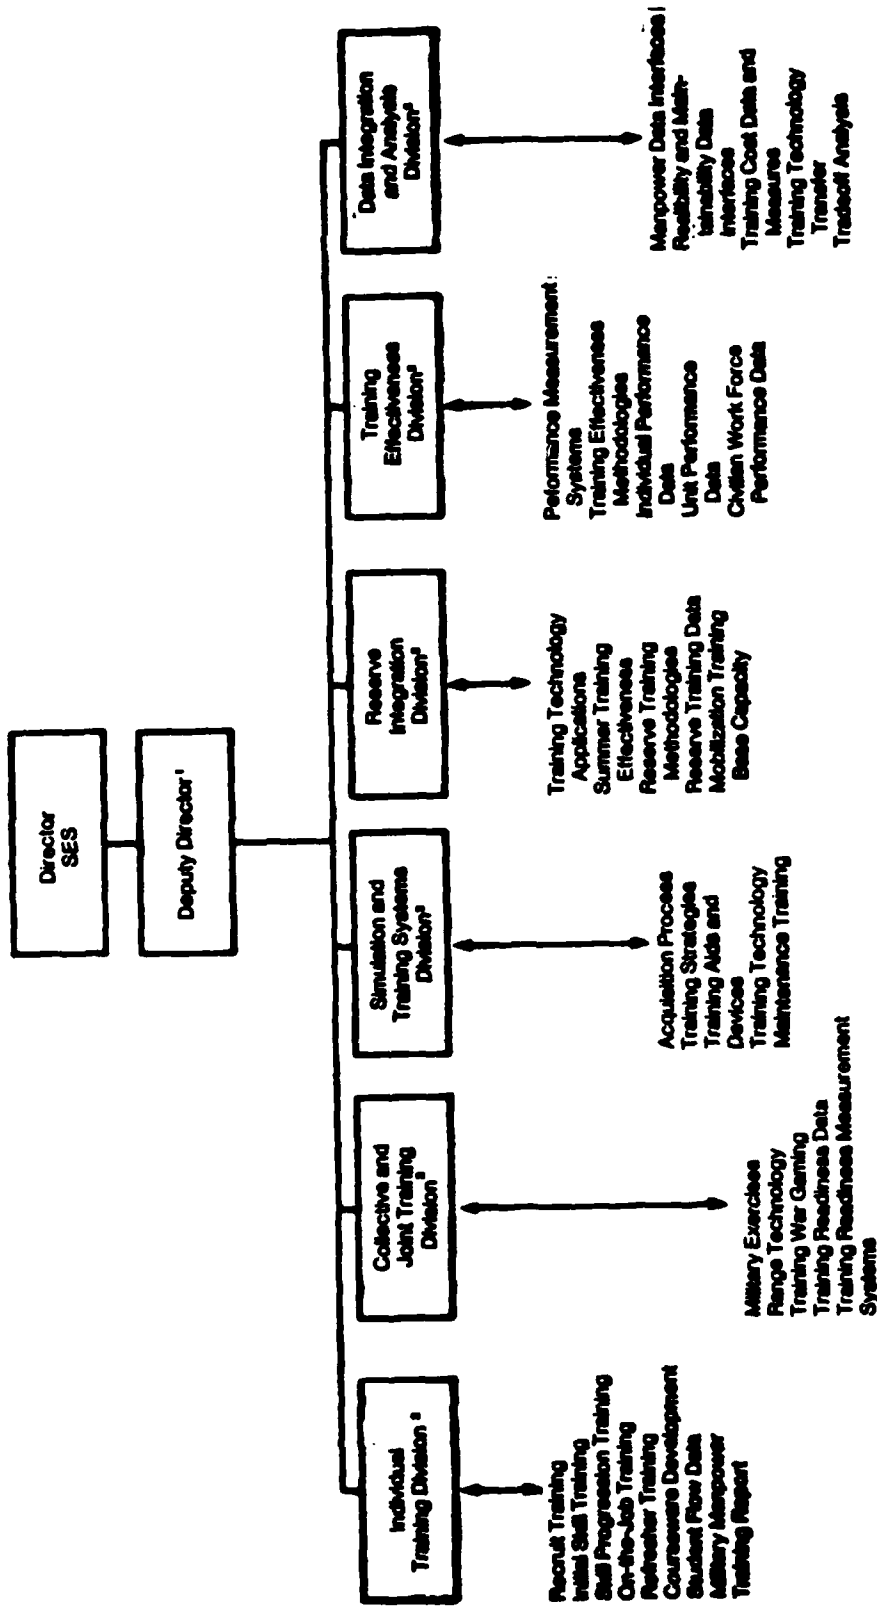 Director
SES
Deputy Director¹
Individual
Training Division²
Collective and
Joint Training
Division²
Simulation and
Training Systems
Division²
Reserve
Integration
Division²
Training
Effectiveness
Division²
Data Integration
and Analysis
Division²
Recruit Training
Initial Skill Training
Skill Progression Training
On-the-Job Training
Refresher Training
Courseware Development
Student Flow Data
Military Manpower
Training Report
Military Exercises
Range Technology
Training War Gaming
Training Readiness Data
Training Readiness Measurement
Systems
Acquisition Process
Training Strategies
Training Aids and
Devices
Training Technology
Maintenance Training
Training Technology
Applications
Summer Training
Effectiveness
Reserve Training
Methodologies
Reserve Training Data
Mobilization Training
Base Capacity
Peformance Measurement
Systems
Training Effectiveness
Methodologies
Individual Performance
Data
Unit Performance
Data
Civilian Work Force
Performance Data
Manpower Data Interfaces
Realibility and Main-
tainability Data
Interfaces
Training Cost Data and
Measures
Training Technology
Transfer
Tradeoff Analysis